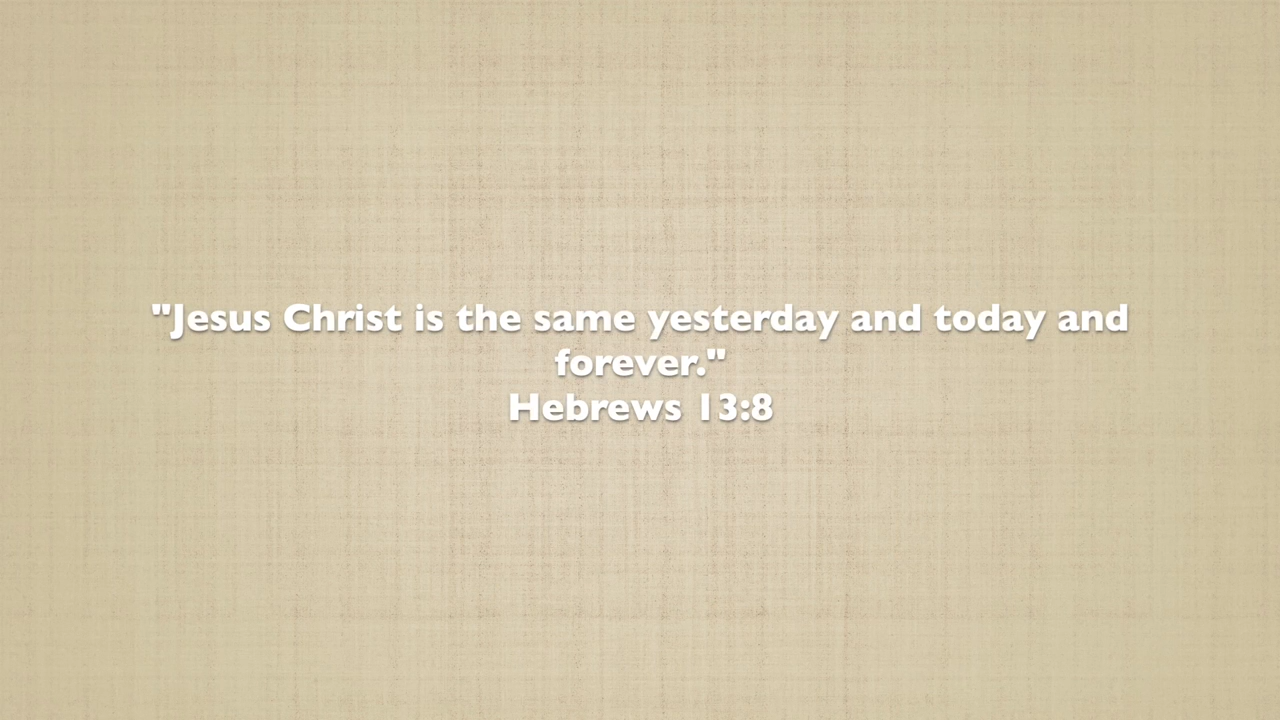 "Jesus Christ is the same yesterday and today and
forever."
Hebrews 13:8